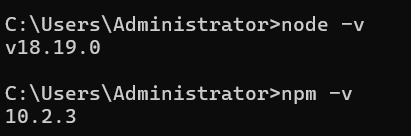 C:\Users\Administrator>node -v
v18.19.0
C:\Users\Administrator>npm -v
10.2.3